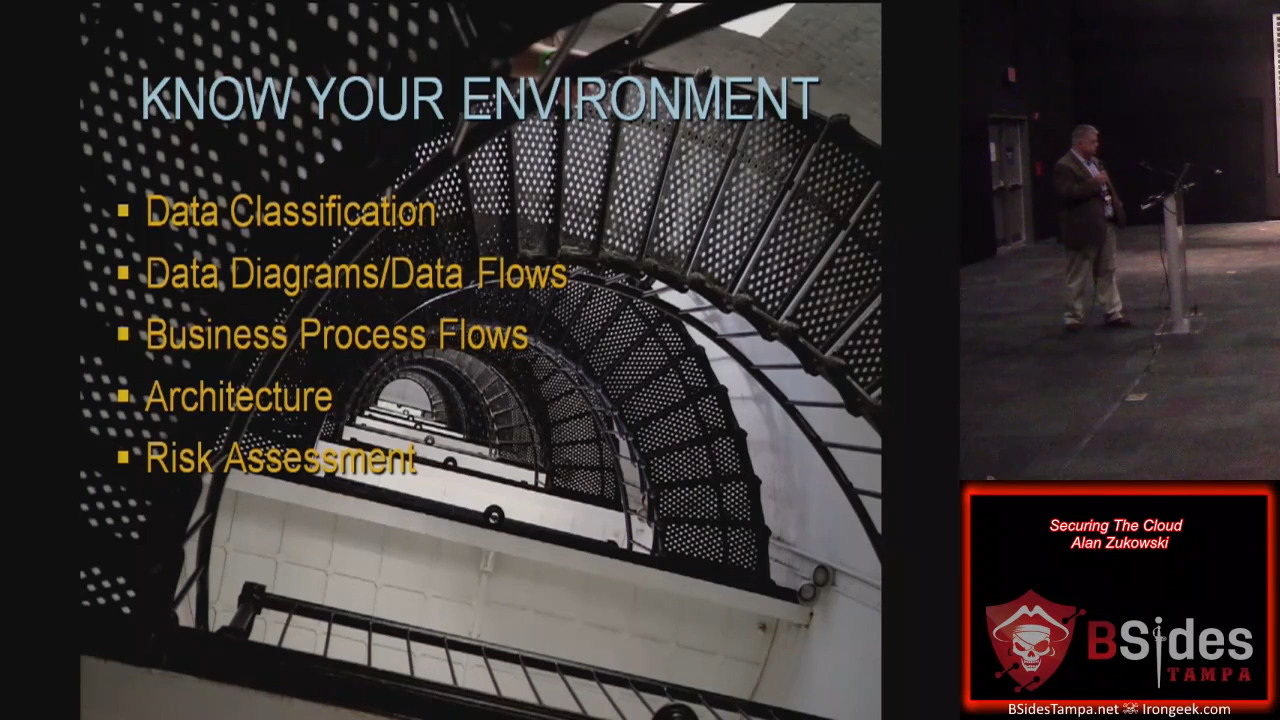 KNOW YOUR ENVIRONMENT
Data Classification
Data Diagrams/Data Flows
Business Process Flows
Architecture
Risk Assessment
Securing The Cloud
Alan Zukowski
BSides
TAMPA
BSidesTampa.net Irongeek.com